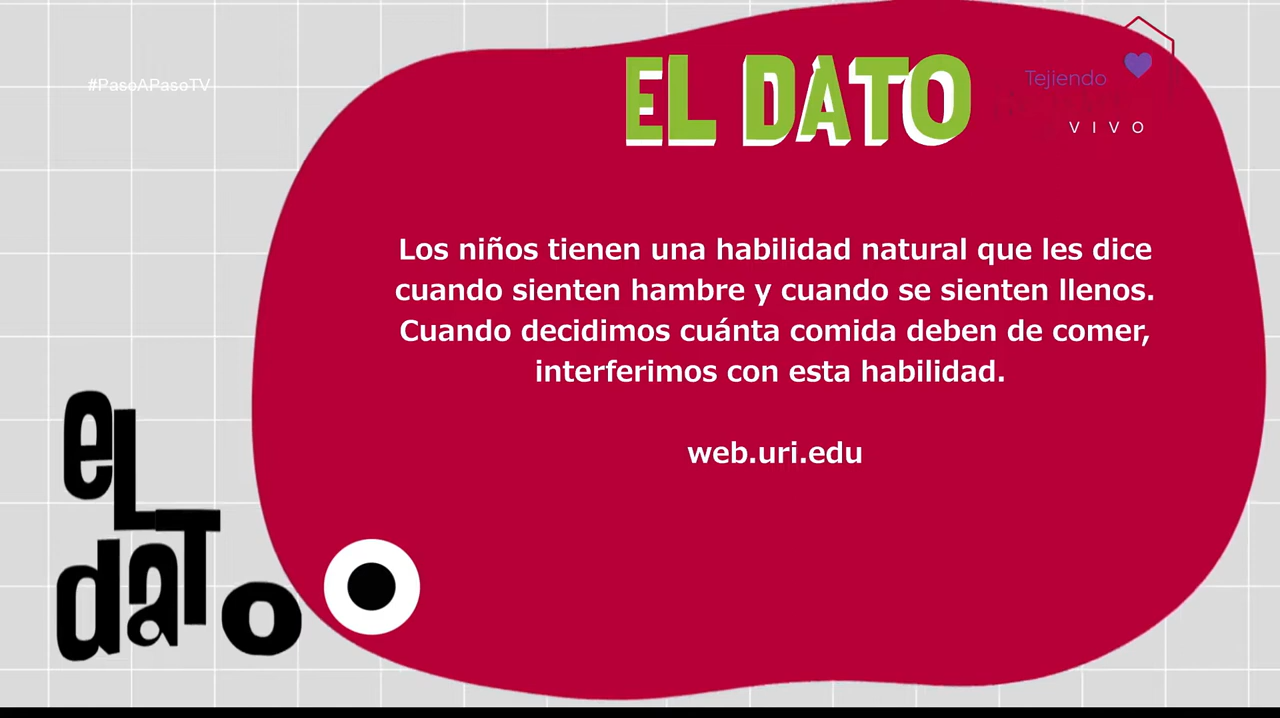 #PasoAPasoTV
EL DATO
Tejiendo
VIVO
Los niños tienen una habilidad natural que les dice
cuando sienten hambre y cuando se sienten llenos.
Cuando decidimos cuánta comida deben de comer,
interferimos con esta habilidad.
web.uri.edu
eL
daTo